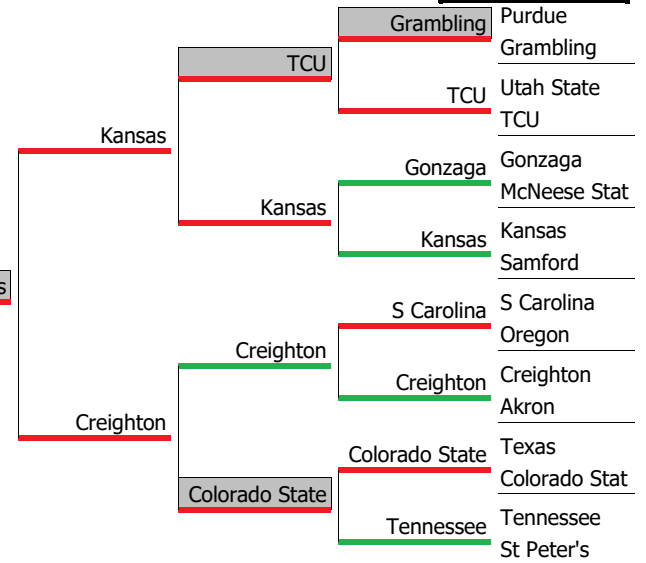 Grambling
Purdue
Grambling
TCU
TCU
Utah State
TCU
Kansas
Gonzaga
Gonzaga
McNeese Stat
Kansas
Kansas
Kansas
Samford
s
S Carolina
S Carolina
Oregon
Creighton
Creighton
Creighton
Akron
Creighton
Colorado State
Texas
Colorado Stat
Colorado State
Tennessee
Tennessee
St Peter's